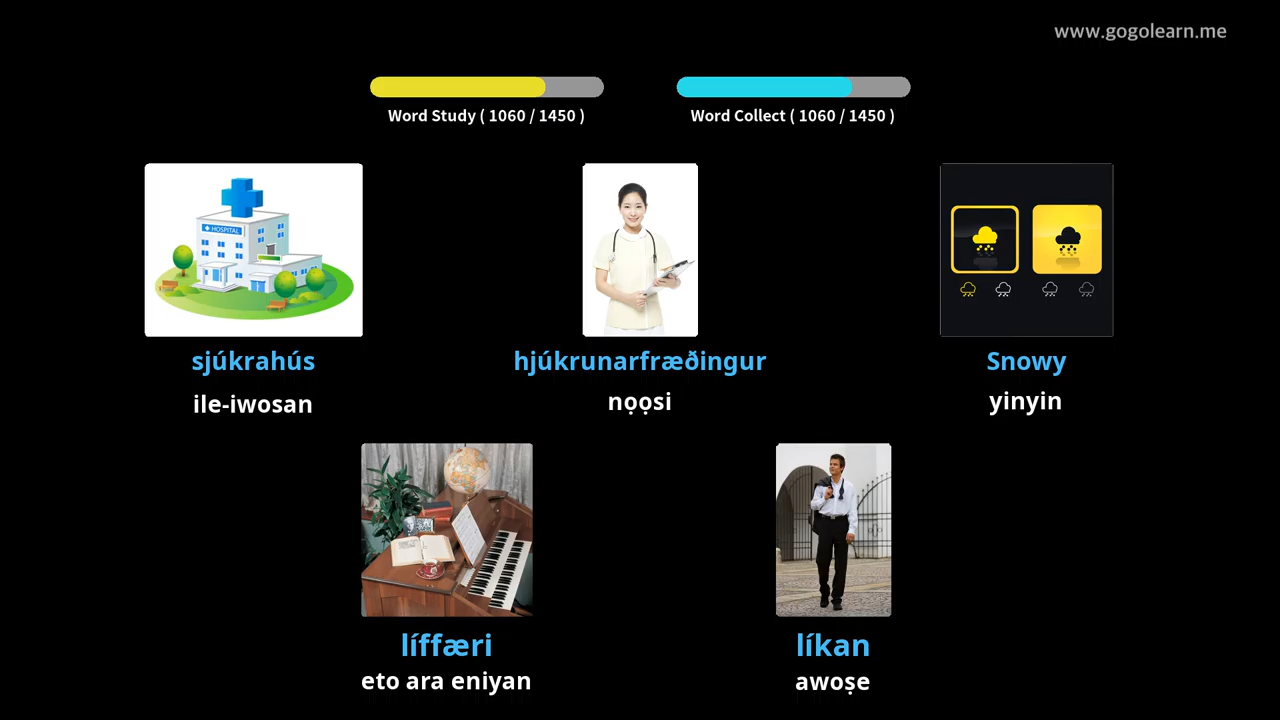 www.gogolearn.me
Word Study ( 1060 / 1450 )
Word Collect ( 1060 / 1450 )
HOSPITAL
sjúkrahús
hjúkrunarfræðingur
Snowy
ile-iwosan
nọọsi
yinyin
líffæri
líkan
eto ara eniyan
awoṣe